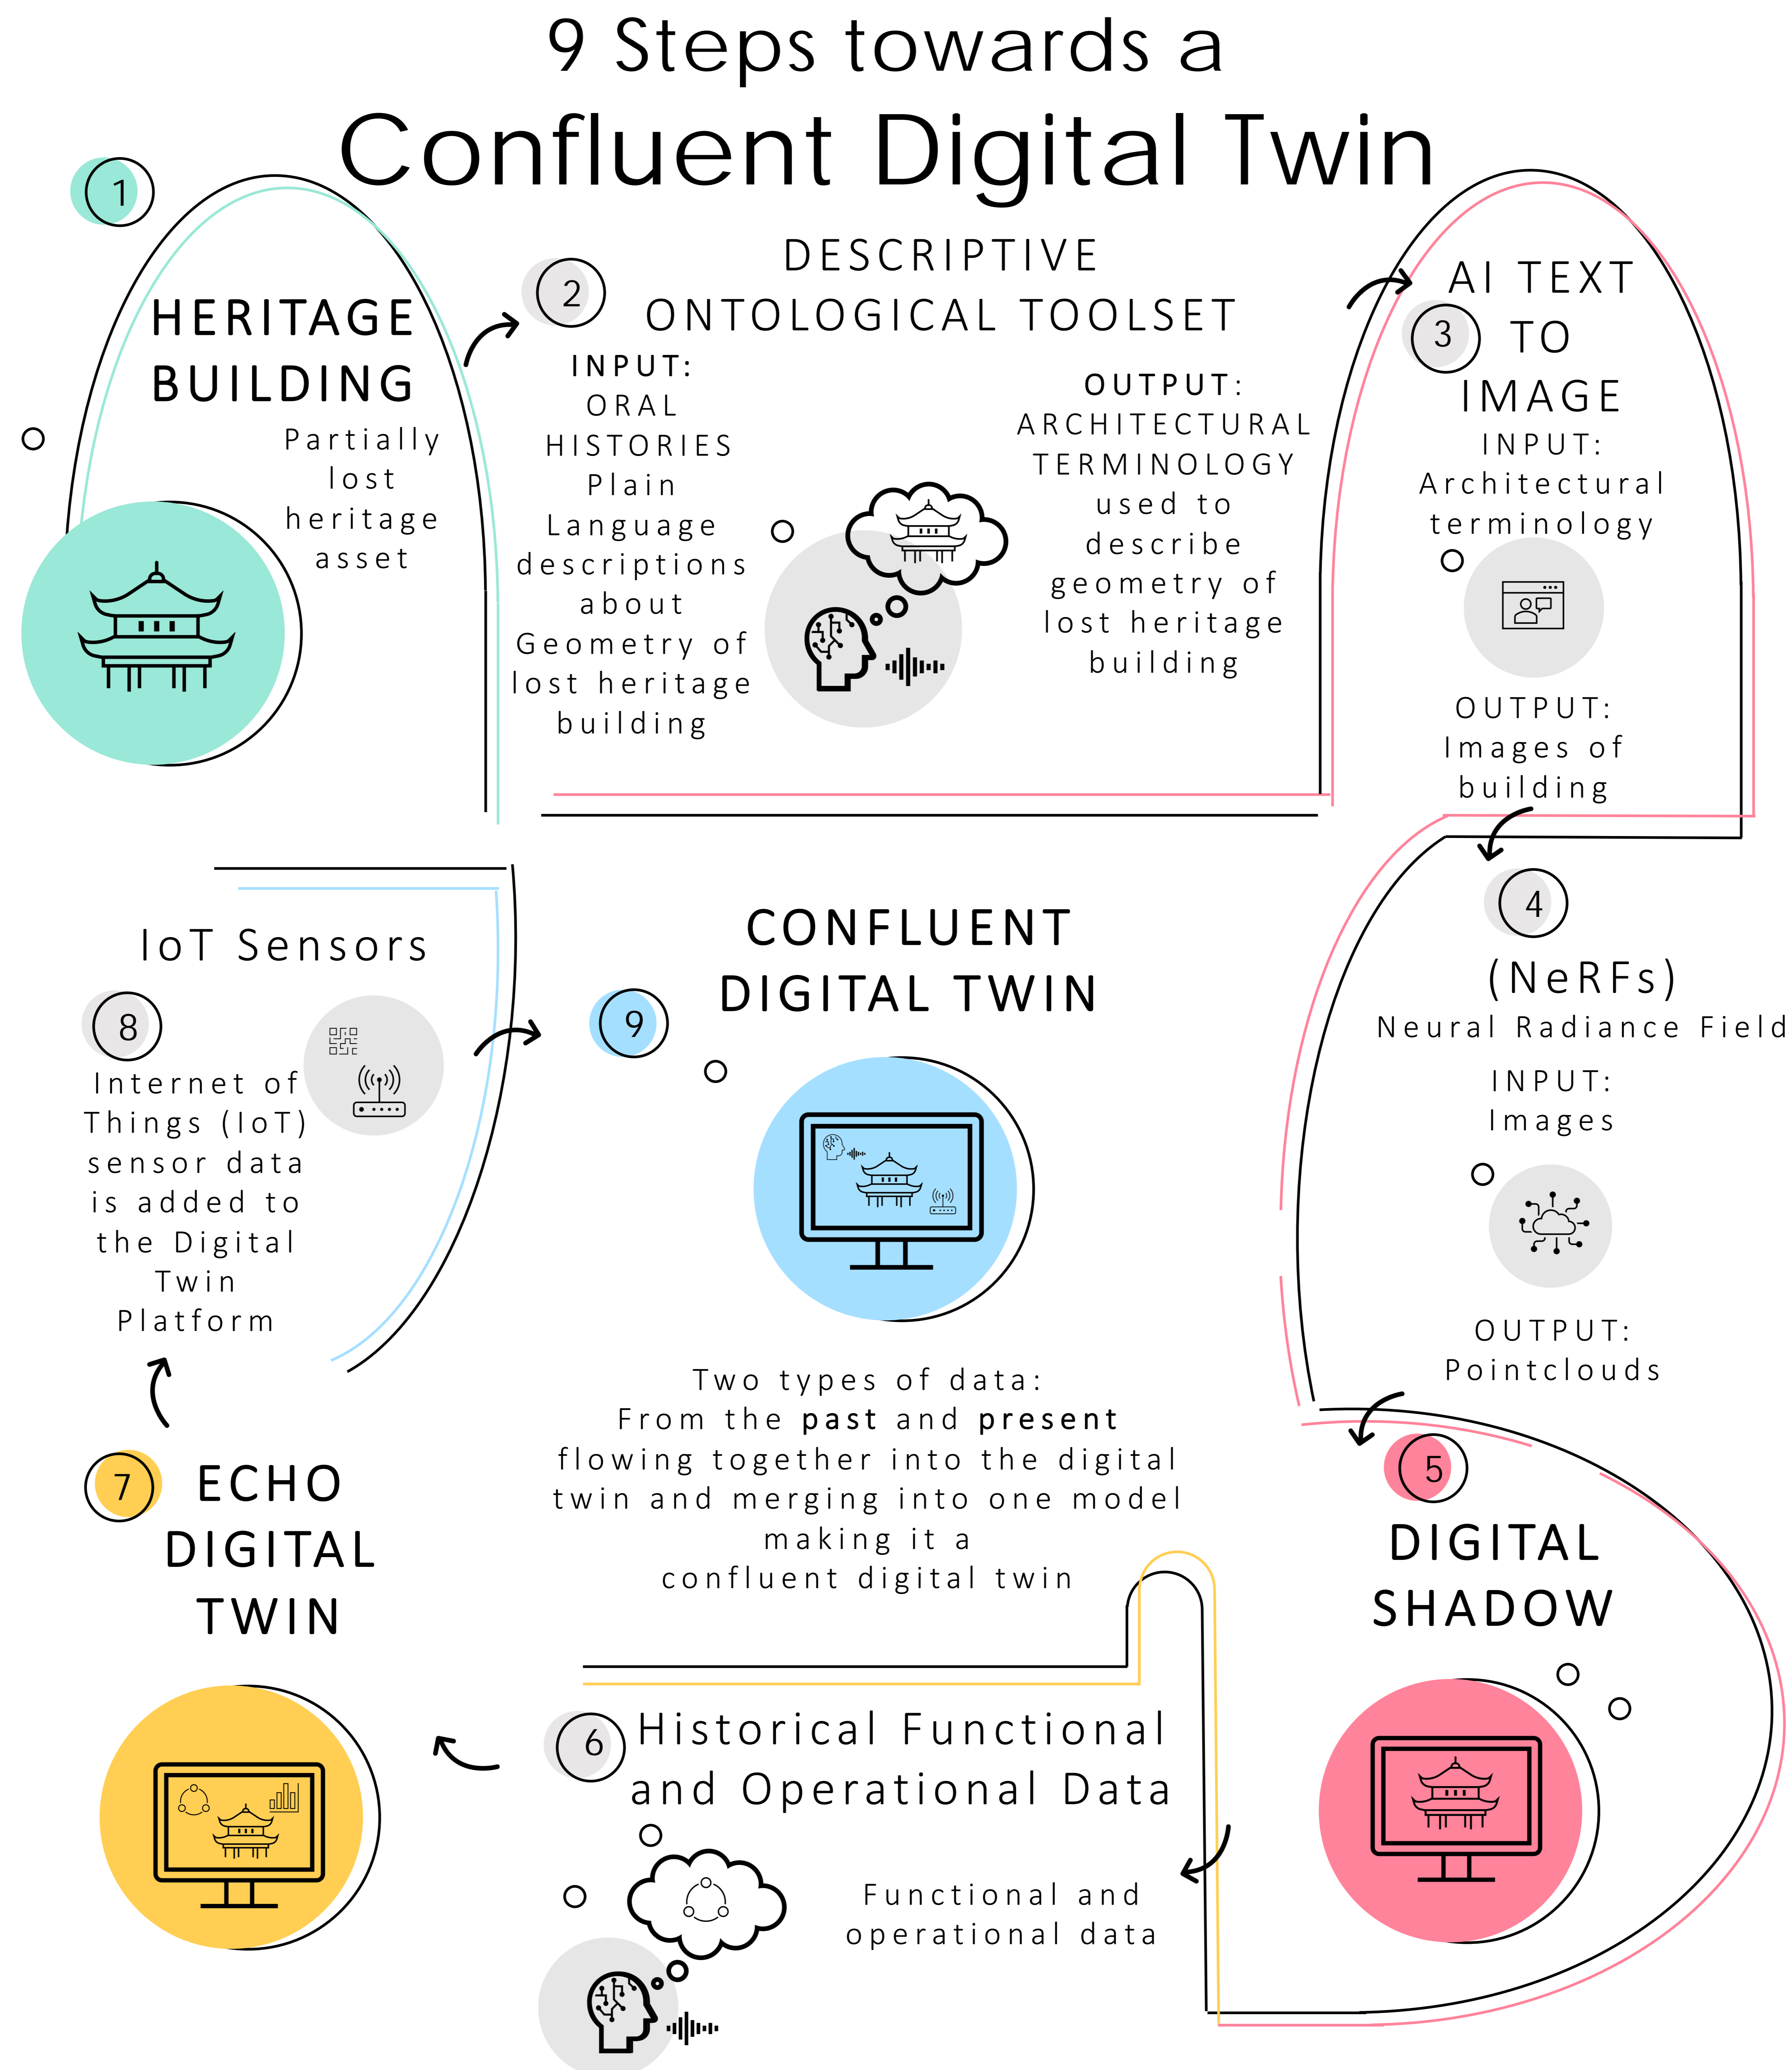 9 Steps towards a
Confluent Digital Twin
1
HERITAGE
BUILDING
Partially
lost
heritage
asset
2
DESCRIPTIVE
ONTOLOGICAL TOOLSET
INPUT:
ORAL
HISTORIES
Plain
Language
descriptions
about
Geometry of
lost heritage
building
OUTPUT:
ARCHITECTURAL
TERMINOLOGY
used to
describe
geometry of
lost heritage
building
3
AI TEXT
TO
IMAGE
INPUT:
Architectural
terminology
OUTPUT:
Images of
building
4
(NeRFs)
Neural Radiance Field
INPUT:
Images
OUTPUT:
Pointclouds
5
DIGITAL
SHADOW
6
Historical Functional
and Operational Data
Functional and
operational data
7
ECHO
DIGITAL
TWIN
IoT Sensors
8
Internet of
Things (IoT)
sensor data
is added to
the Digital
Twin
Platform
9
CONFLUENT
DIGITAL TWIN
Two types of data:
From the past and present
flowing together into the digital
twin and merging into one model
making it a
confluent digital twin